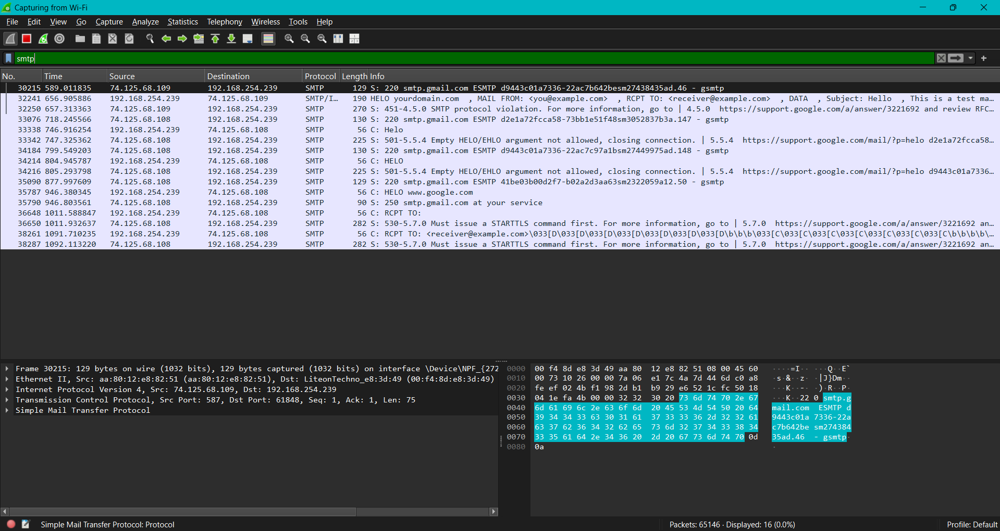 Capturing from Wi-Fi
File Edit View Go Capture Analyze Statistics Telephony Wireless Tools Help
smtp
No. Time Source Destination Protocol Length Info
30215 589.011835 74.125.68.109 192.168.254.239 SMTP 129 S: 220 smtp.gmail.com ESMTP d9443c01a7336-22ac7b642besm27438435ad.46 - gsmtp
32241 656.905886 192.168.254.239 74.125.68.109 SMTP/I… 190 HELO yourdomain.com , MAIL FROM: <you@example.com> , RCPT TO: <receiver@example.com> , DATA , Subject: Hello , This is a test ma…
32250 657.313363 74.125.68.109 192.168.254.239 SMTP 270 S: 451-4.5.0 SMTP protocol violation. For more information, go to | 4.5.0 https://support.google.com/a/answer/3221692 and review RFC…
33076 718.245566 74.125.68.108 192.168.254.239 SMTP 130 S: 220 smtp.gmail.com ESMTP d2e1a72fcca58-73bb1e51f48sm3052837b3a.147 - gsmtp
33338 746.916254 192.168.254.239 74.125.68.108 SMTP 56 C: Helo
33342 747.325362 74.125.68.108 192.168.254.239 SMTP 225 S: 501-5.5.4 Empty HELO/EHLO argument not allowed, closing connection. | 5.5.4 https://support.google.com/mail/?p=helo d2e1a72fcca58…
34184 799.549203 74.125.68.108 192.168.254.239 SMTP 130 S: 220 smtp.gmail.com ESMTP d9443c01a7336-22ac7c97a1bsm27449975ad.148 - gsmtp
34214 804.945787 192.168.254.239 74.125.68.108 SMTP 56 C: HELO
34216 805.293798 74.125.68.108 192.168.254.239 SMTP 225 S: 501-5.5.4 Empty HELO/EHLO argument not allowed, closing connection. | 5.5.4 https://support.google.com/mail/?p=helo d9443c01a7336…
35090 877.997609 74.125.68.108 192.168.254.239 SMTP 129 S: 220 smtp.gmail.com ESMTP 41be03b00d2f7-b02a2d3aa63sm2322059a12.50 - gsmtp
35787 946.380345 192.168.254.239 74.125.68.108 SMTP 56 C: HELO www.google.com
35790 946.803561 74.125.68.108 192.168.254.239 SMTP 90 S: 250 smtp.gmail.com at your service
36648 1011.588847 192.168.254.239 74.125.68.108 SMTP 56 C: RCPT TO:
36650 1011.932637 74.125.68.108 192.168.254.239 SMTP 282 S: 530-5.7.0 Must issue a STARTTLS command first. For more information, go to | 5.7.0 https://support.google.com/a/answer/3221692 an…
38261 1091.710235 192.168.254.239 74.125.68.108 SMTP 56 C: RCPT TO: <receiver@example.com>\033[D\033[D\033[D\033[D\033[D\033[D\033[D\b\b\b\033[C\033[C\033[C\033[C\033[C\033[C\033[C\b\b\b\b\…
38287 1092.113220 74.125.68.108 192.168.254.239 SMTP 282 S: 530-5.7.0 Must issue a STARTTLS command first. For more information, go to | 5.7.0 https://support.google.com/a/answer/3221692 an…
Frame 30215: 129 bytes on wire (1032 bits), 129 bytes captured (1032 bits) on interface \Device\NPF_{272
Ethernet II, Src: aa:80:12:e8:82:51 (aa:80:12:e8:82:51), Dst: LiteonTechno_e8:3d:49 (00:f4:8d:e8:3d:49)
Internet Protocol Version 4, Src: 74.125.68.109, Dst: 192.168.254.239
Transmission Control Protocol, Src Port: 587, Dst Port: 61848, Seq: 1, Ack: 1, Len: 75
Simple Mail Transfer Protocol
0000 00 f4 8d e8 3d 49 aa 80 12 e8 82 51 08 00 45 60 ····=I·· ···Q··E`
0010 00 73 10 26 00 00 7a 06 e1 7c 4a 7d 44 6d c0 a8 ·s·&··z· ·|J}Dm··
0020 fe ef 02 4b f1 98 2d b1 b9 29 e6 52 1c fc 50 18 ···K··-· ·)·R··P·
0030 04 1e fa 4b 00 00 32 32 30 20 73 6d 74 70 2e 67 ···K··22 0 smtp.g
0040 6d 61 69 6c 2e 63 6f 6d 20 45 53 4d 54 50 20 64 mail.com ESMTP d
0050 39 34 34 33 63 30 31 61 37 33 33 36 2d 32 32 61 9443c01a 7336-22a
0060 63 37 62 36 34 32 62 65 73 6d 32 37 34 33 38 34 c7b642be sm274384
0070 33 35 61 64 2e 34 36 20 2d 20 67 73 6d 74 70 0d 35ad.46 - gsmtp·
0080 0a ·
Simple Mail Transfer Protocol: Protocol
Packets: 65146 · Displayed: 16 (0.0%)
Profile: Default